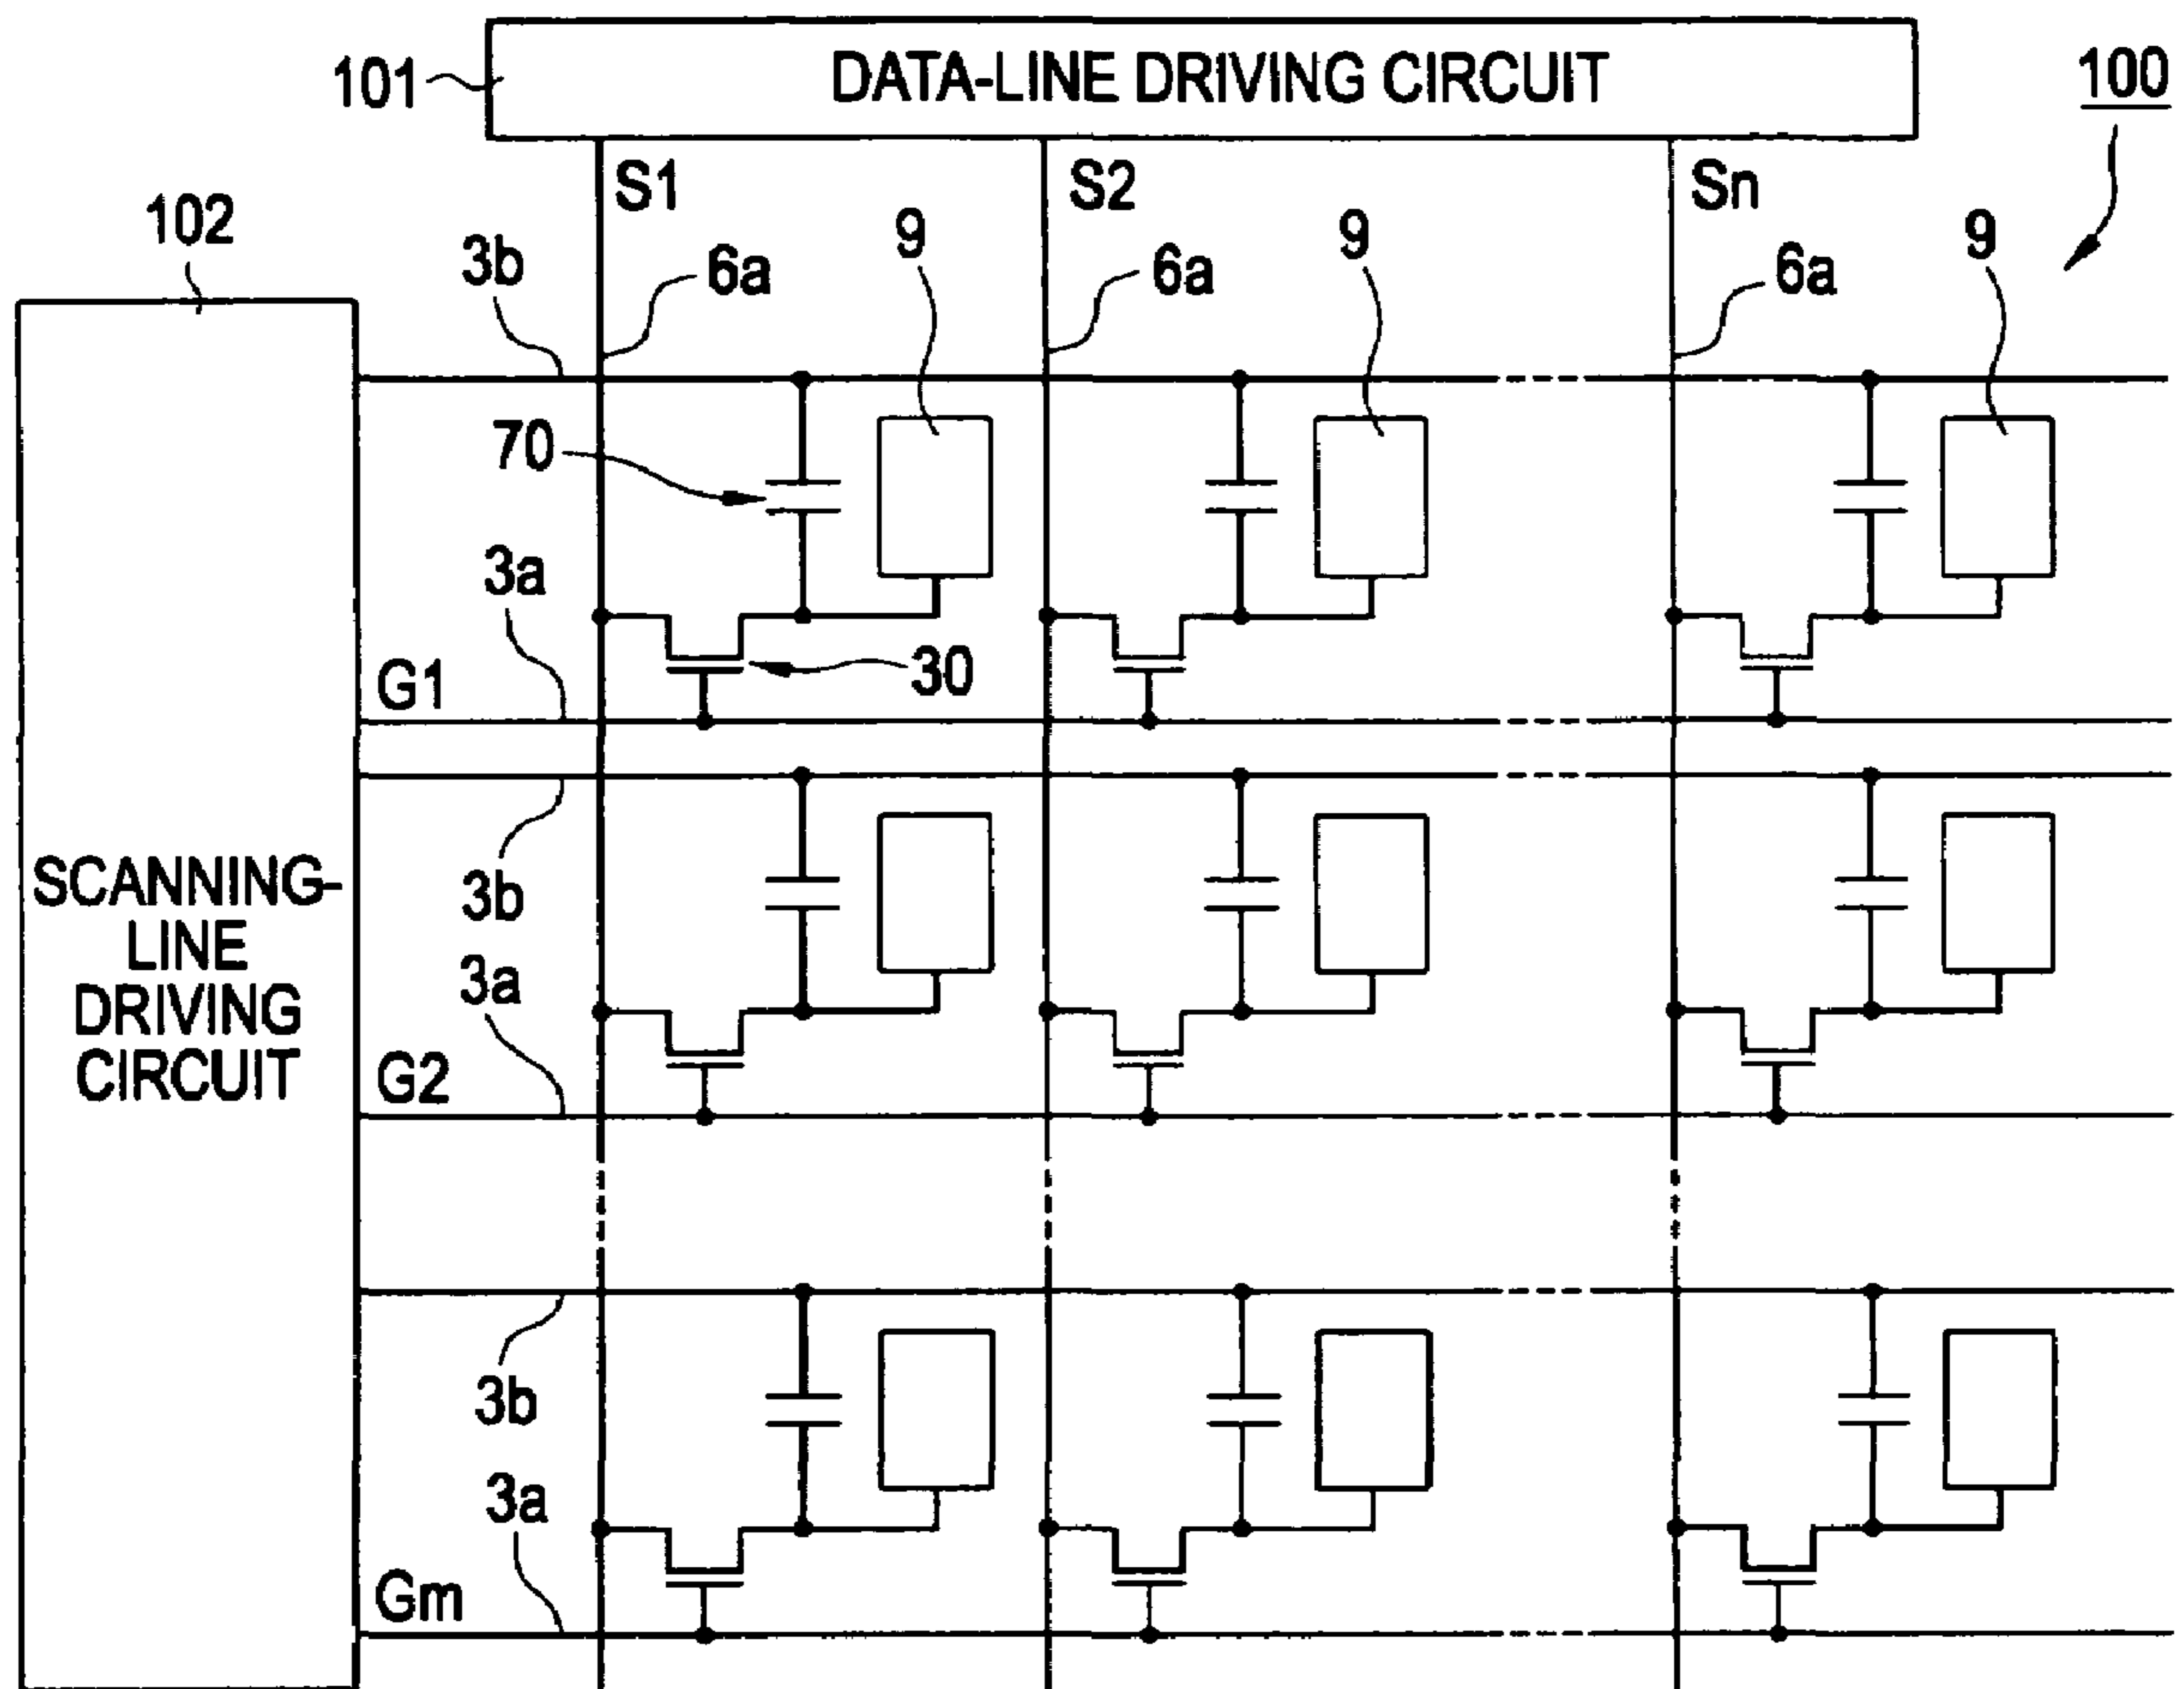 DATA-LINE DRIVING CIRCUIT
101
100
S1
S2
Sn
102
3b
6a
9
6a
9
6a
9
70
3a
G1
30
3b
SCANNING-
LINE
DRIVING
CIRCUIT
3a
G2
3b
3a
Gm